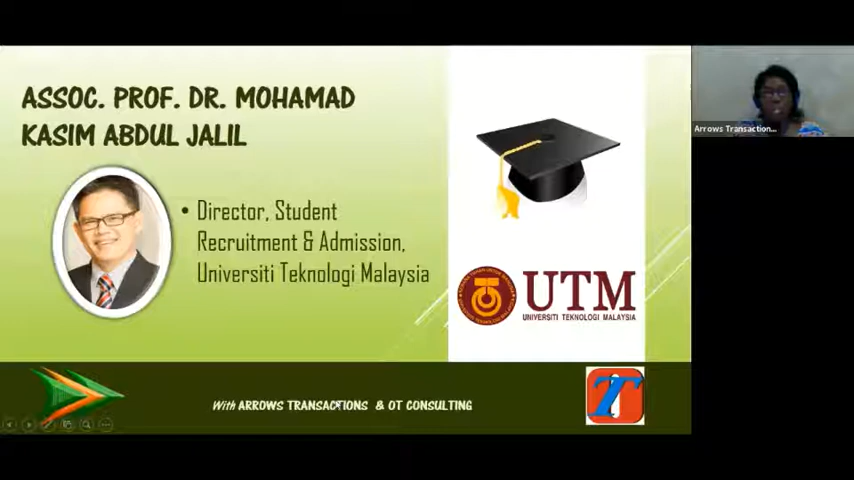 ASSOC. PROF. DR. MOHAMAD
KASIM ABDUL JALIL
• Director, Student
Recruitment & Admission,
Universiti Teknologi Malaysia
UTM
UNIVERSITI TEKNOLOGI MALAYSIA
With ARROWS TRANSACTIONS & OT CONSULTING
T
Arrows Transaction...